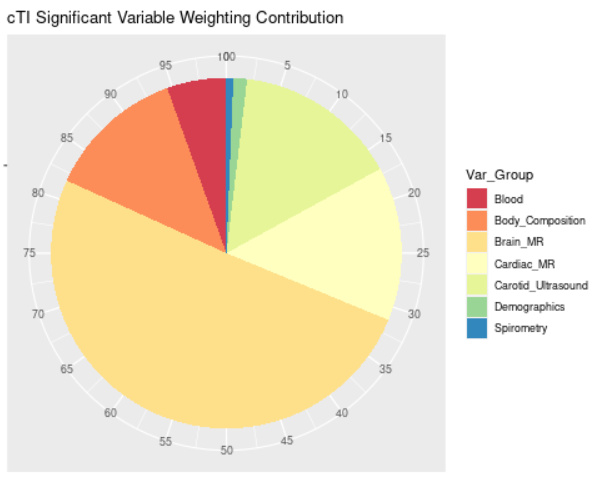 cTI Significant Variable Weighting Contribution
100
5
10
15
20
25
30
35
40
45
50
55
60
65
70
75
80
85
90
95
Var_Group
Blood
Body_Composition
Brain_MR
Cardiac_MR
Carotid_Ultrasound
Demographics
Spirometry